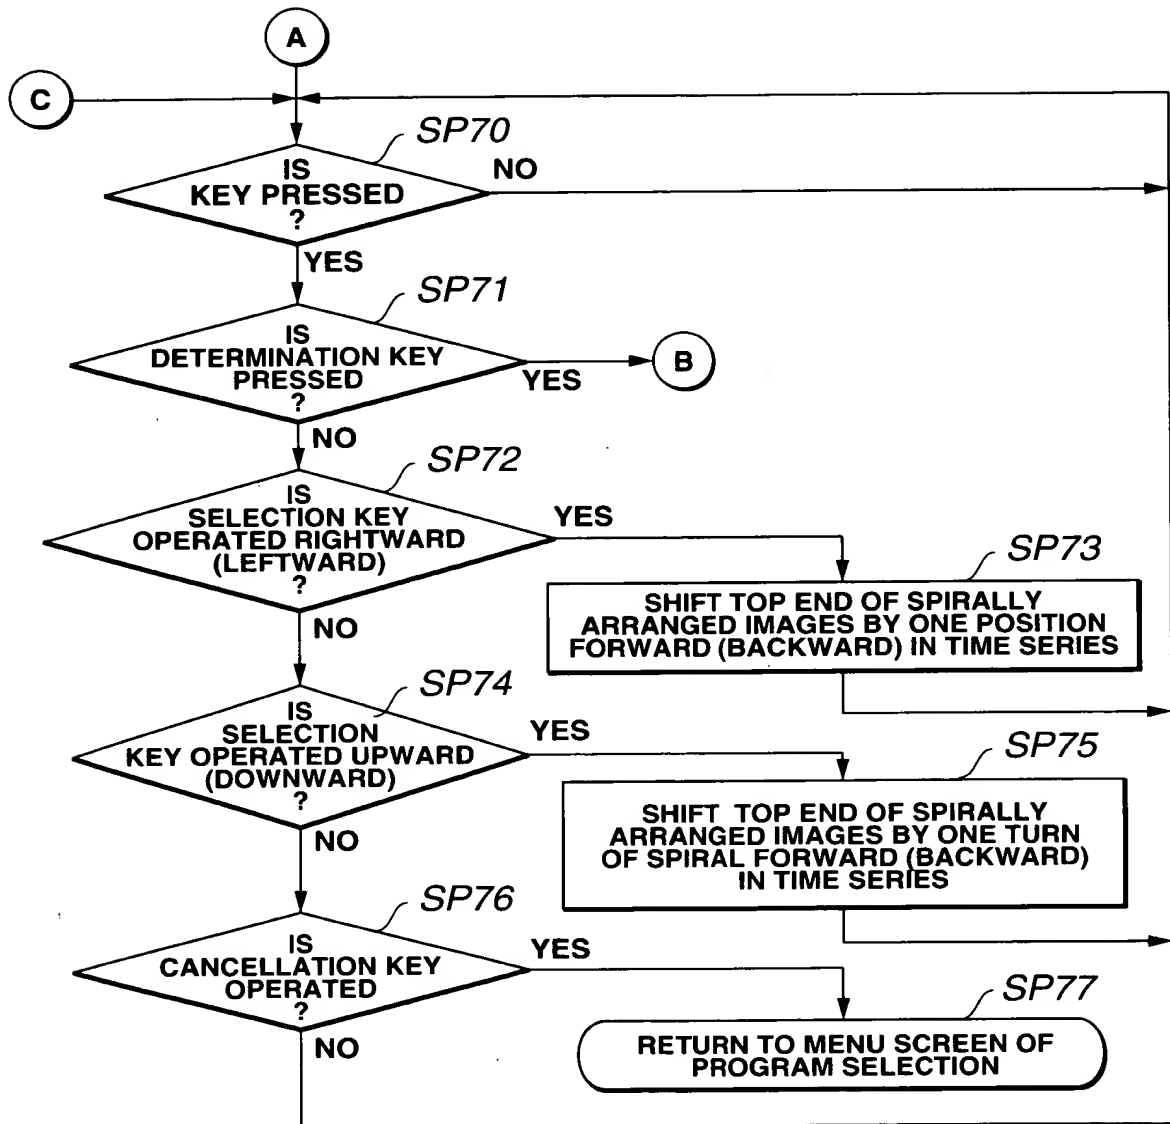 A
C
SP70
IS
KEY PRESSED
?
NO
YES
SP71
IS
DETERMINATION KEY
PRESSED
?
YES
B
NO
SP72
IS
SELECTION KEY
OPERATED RIGHTWARD
(LEFTWARD)
?
YES
NO
SP73
SHIFT TOP END OF SPIRALLY
ARRANGED IMAGES BY ONE POSITION
FORWARD (BACKWARD) IN TIME SERIES
SP74
IS
SELECTION
KEY OPERATED UPWARD
(DOWNWARD)
?
YES
NO
SP75
SHIFT TOP END OF SPIRALLY
ARRANGED IMAGES BY ONE TURN
OF SPIRAL FORWARD (BACKWARD)
IN TIME SERIES
SP76
IS
CANCELLATION KEY
OPERATED
?
YES
NO
SP77
RETURN TO MENU SCREEN OF
PROGRAM SELECTION